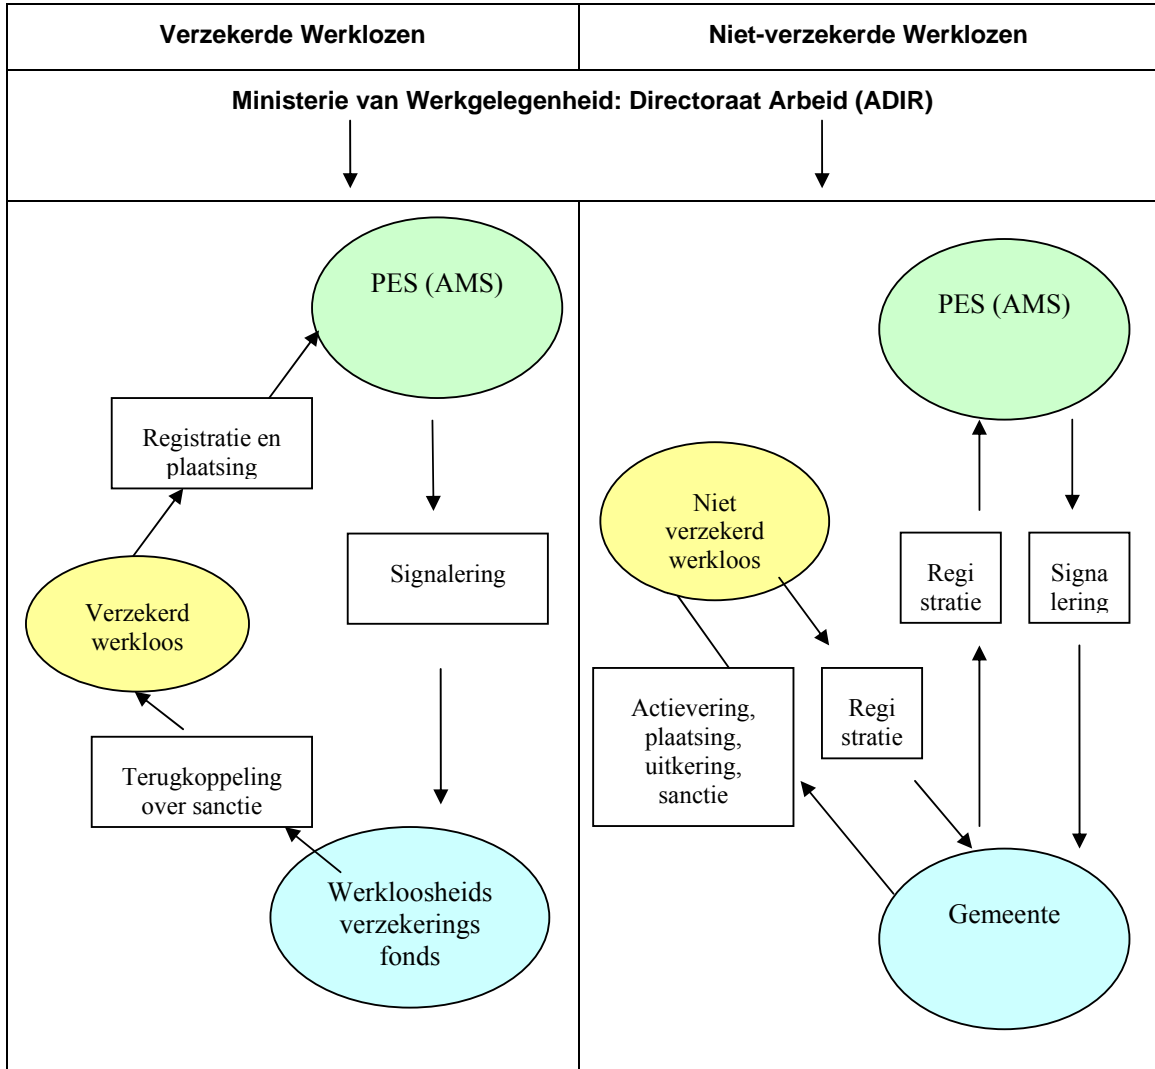 Verzekerde Werklozen
Niet-verzekerde Werklozen
Ministerie van Werkgelegenheid: Directoraat Arbeid (ADIR)
PES (AMS)
Registratie en
plaatsing
Signalering
Verzekerd
werkloos
Terugkoppeling
over sanctie
Werkloosheids
verzekerings
fonds
PES (AMS)
Niet
verzekerd
werkloos
Regi
stratie
Signa
lering
Actievering,
plaatsing,
uitkering,
sanctie
Regi
stratie
Gemeente